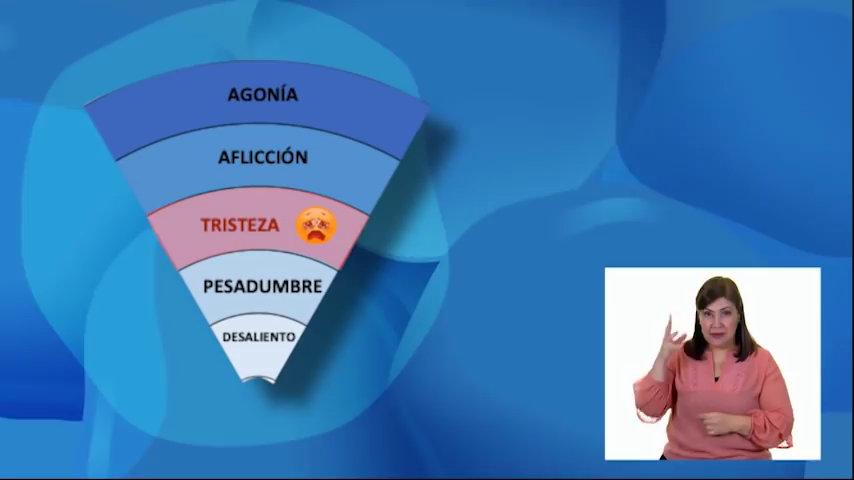 AGONÍA
AFLICCIÓN
TRISTEZA
PESADUMBRE
DESALIENTO